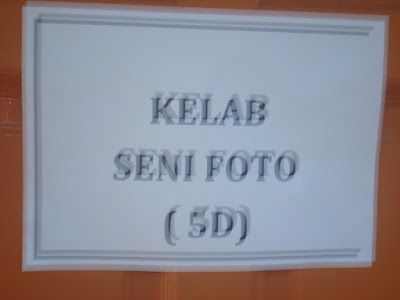 KELAB
SENI FOTO
( 5D)